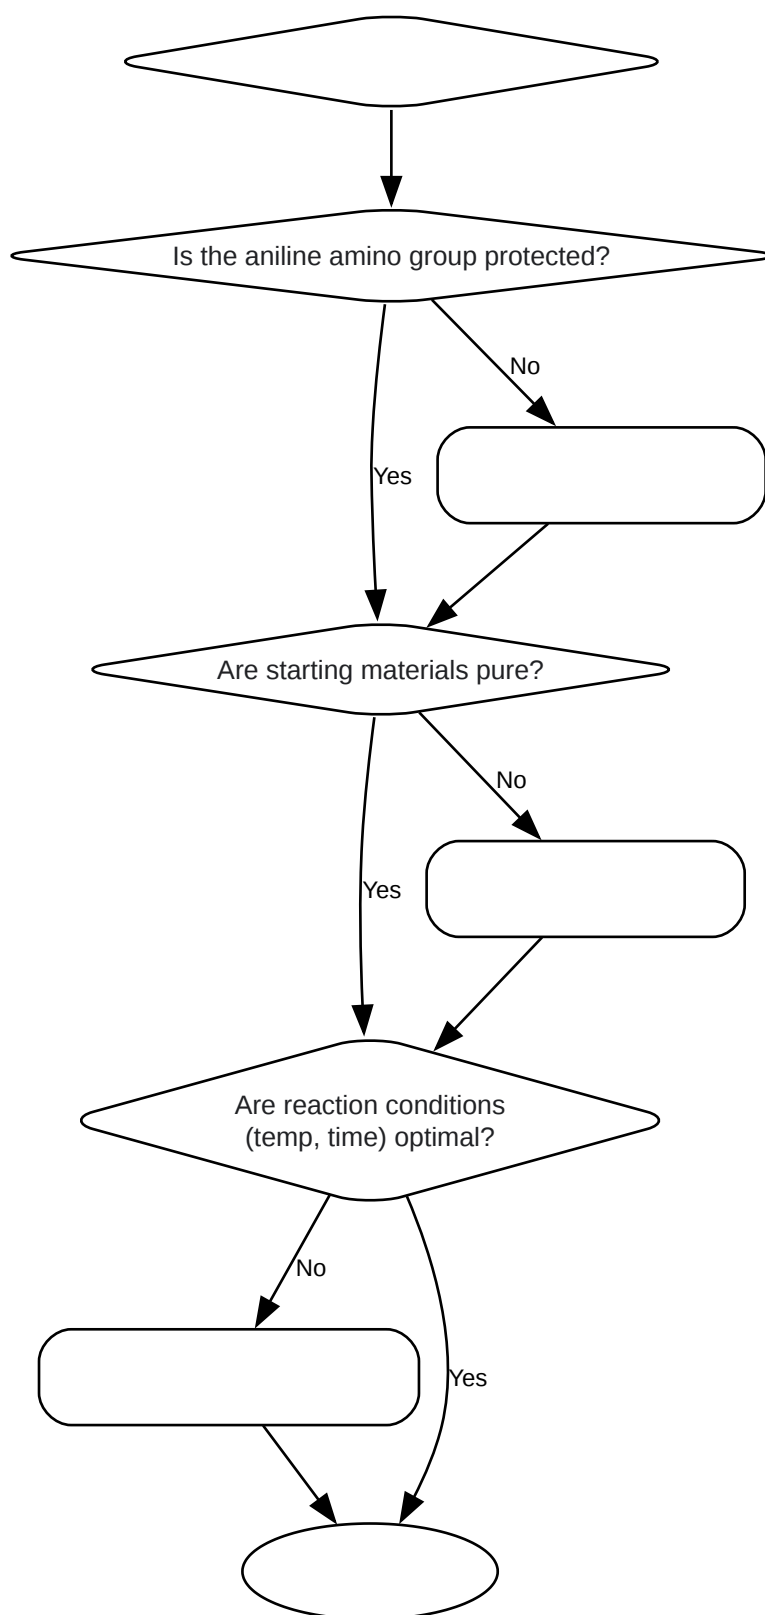 Is the aniline amino group protected?
No
Yes
Are starting materials pure?
No
Yes
Are reaction conditions
(temp, time) optimal?
No
Yes